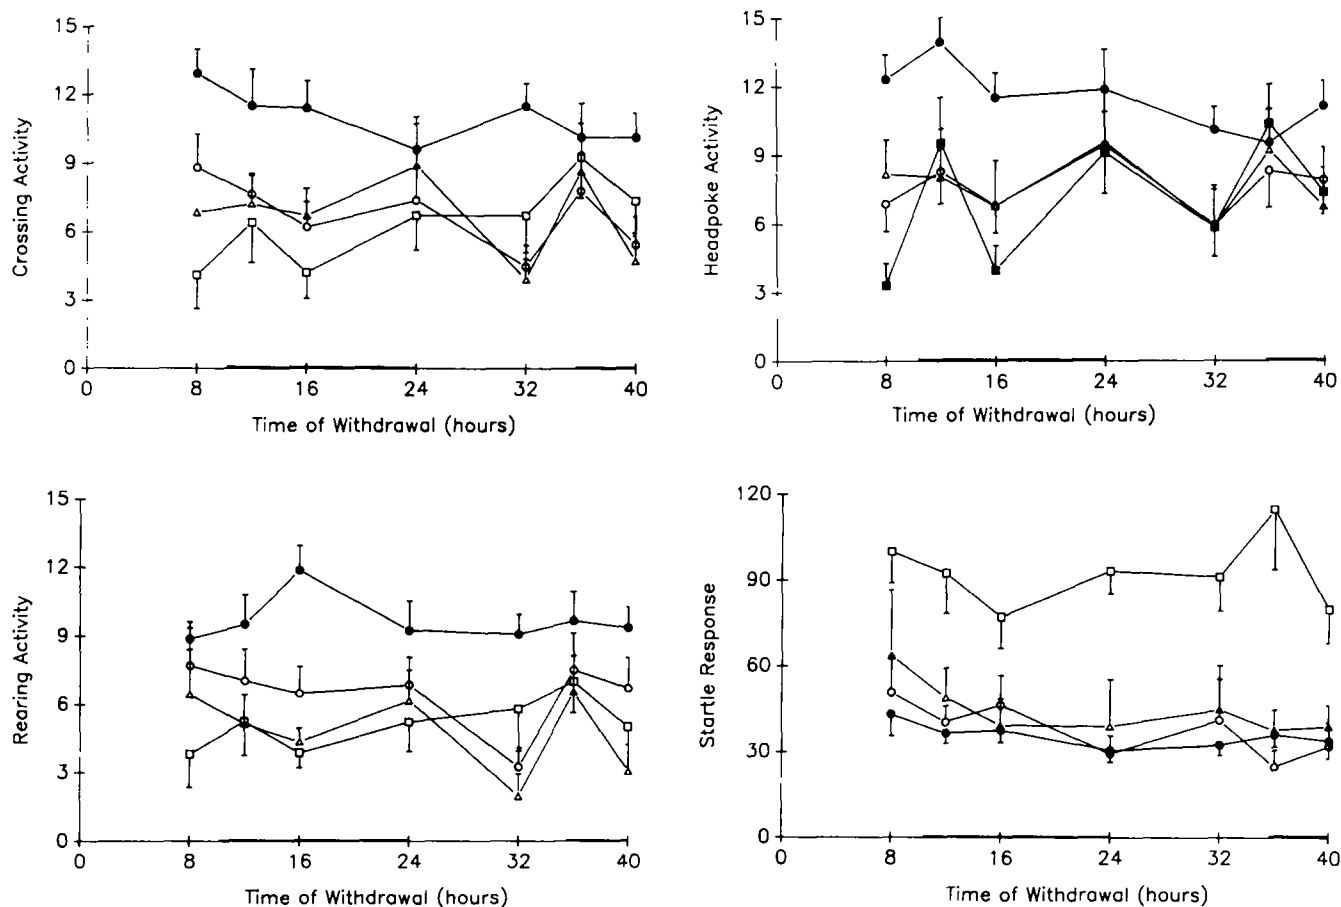 15
12
9
6
3
0
Crossing Activity
0 8 16 24 32 40
Time of Withdrawal (hours)
15
12
9
6
3
0
Headpoke Activity
0 8 16 24 32 40
Time of Withdrawal (hours)
15
12
9
6
3
0
Rearing Activity
0 8 16 24 32 40
Time of Withdrawal (hours)
120
90
60
30
0
Startle Response
0 8 16 24 32 40
Time of Withdrawal (hours)